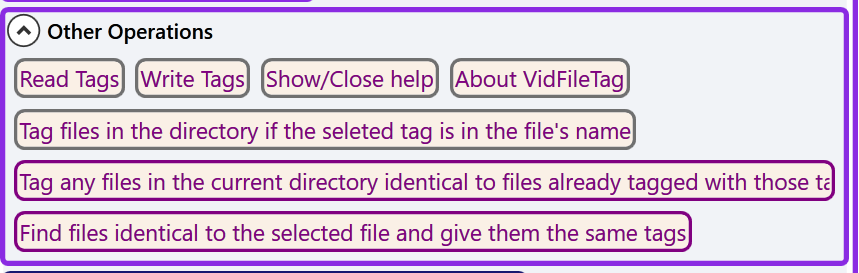 Other Operations
Read Tags Write Tags Show/Close help About VidFileTag
Tag files in the directory if the seleted tag is in the file's name
Tag any files in the current directory identical to files already tagged with those
Find files identical to the selected file and give them the same tags